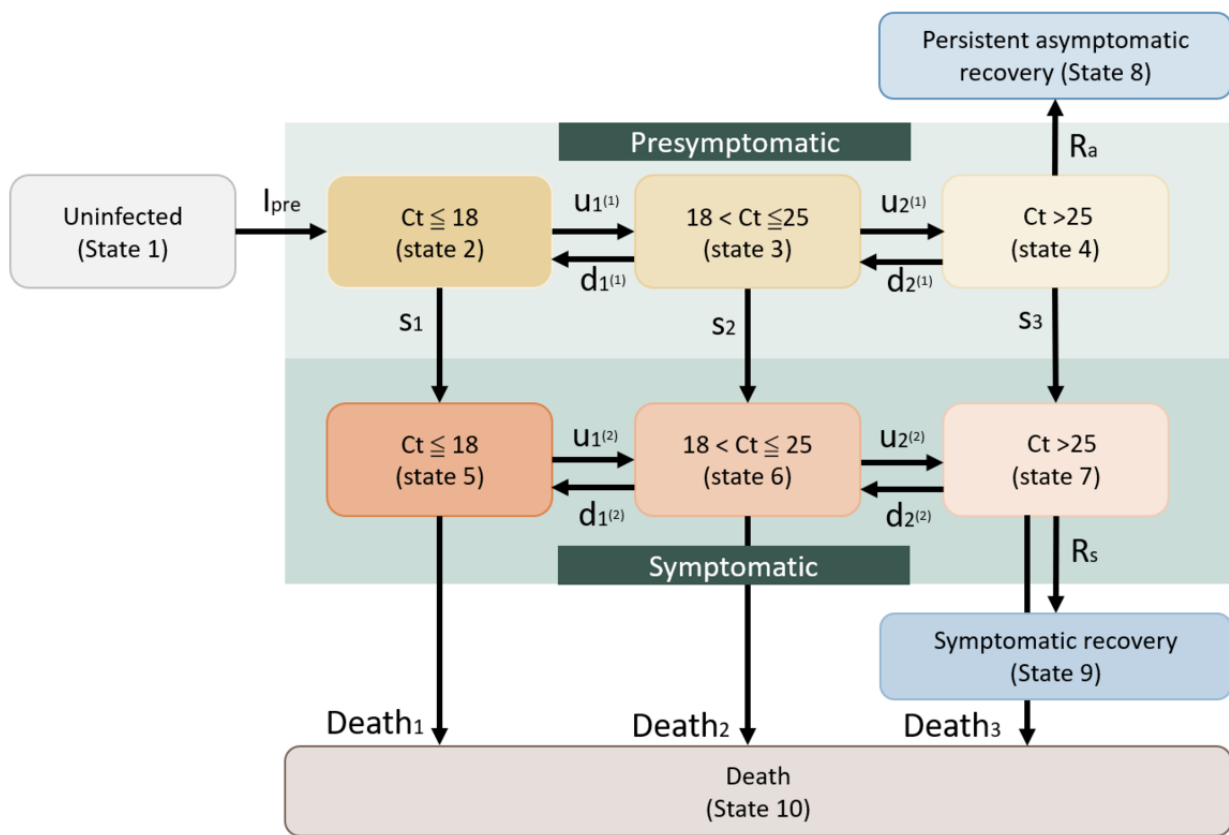 Persistent asymptomatic
recovery (State 8)
Presymptomatic
Rₐ
Uninfected
(State 1)
Iₚᵣₑ
Ct ≦ 18
(state 2)
u₁⁽¹⁾
d₁⁽¹⁾
18 < Ct ≦25
(state 3)
u₂⁽¹⁾
d₂⁽¹⁾
Ct >25
(state 4)
s₁
s₂
s₃
Ct ≦ 18
(state 5)
u₁⁽²⁾
d₁⁽²⁾
18 < Ct ≦ 25
(state 6)
u₂⁽²⁾
d₂⁽²⁾
Ct >25
(state 7)
Symptomatic
Rₛ
Symptomatic recovery
(State 9)
Death₁
Death₂
Death₃
Death
(State 10)